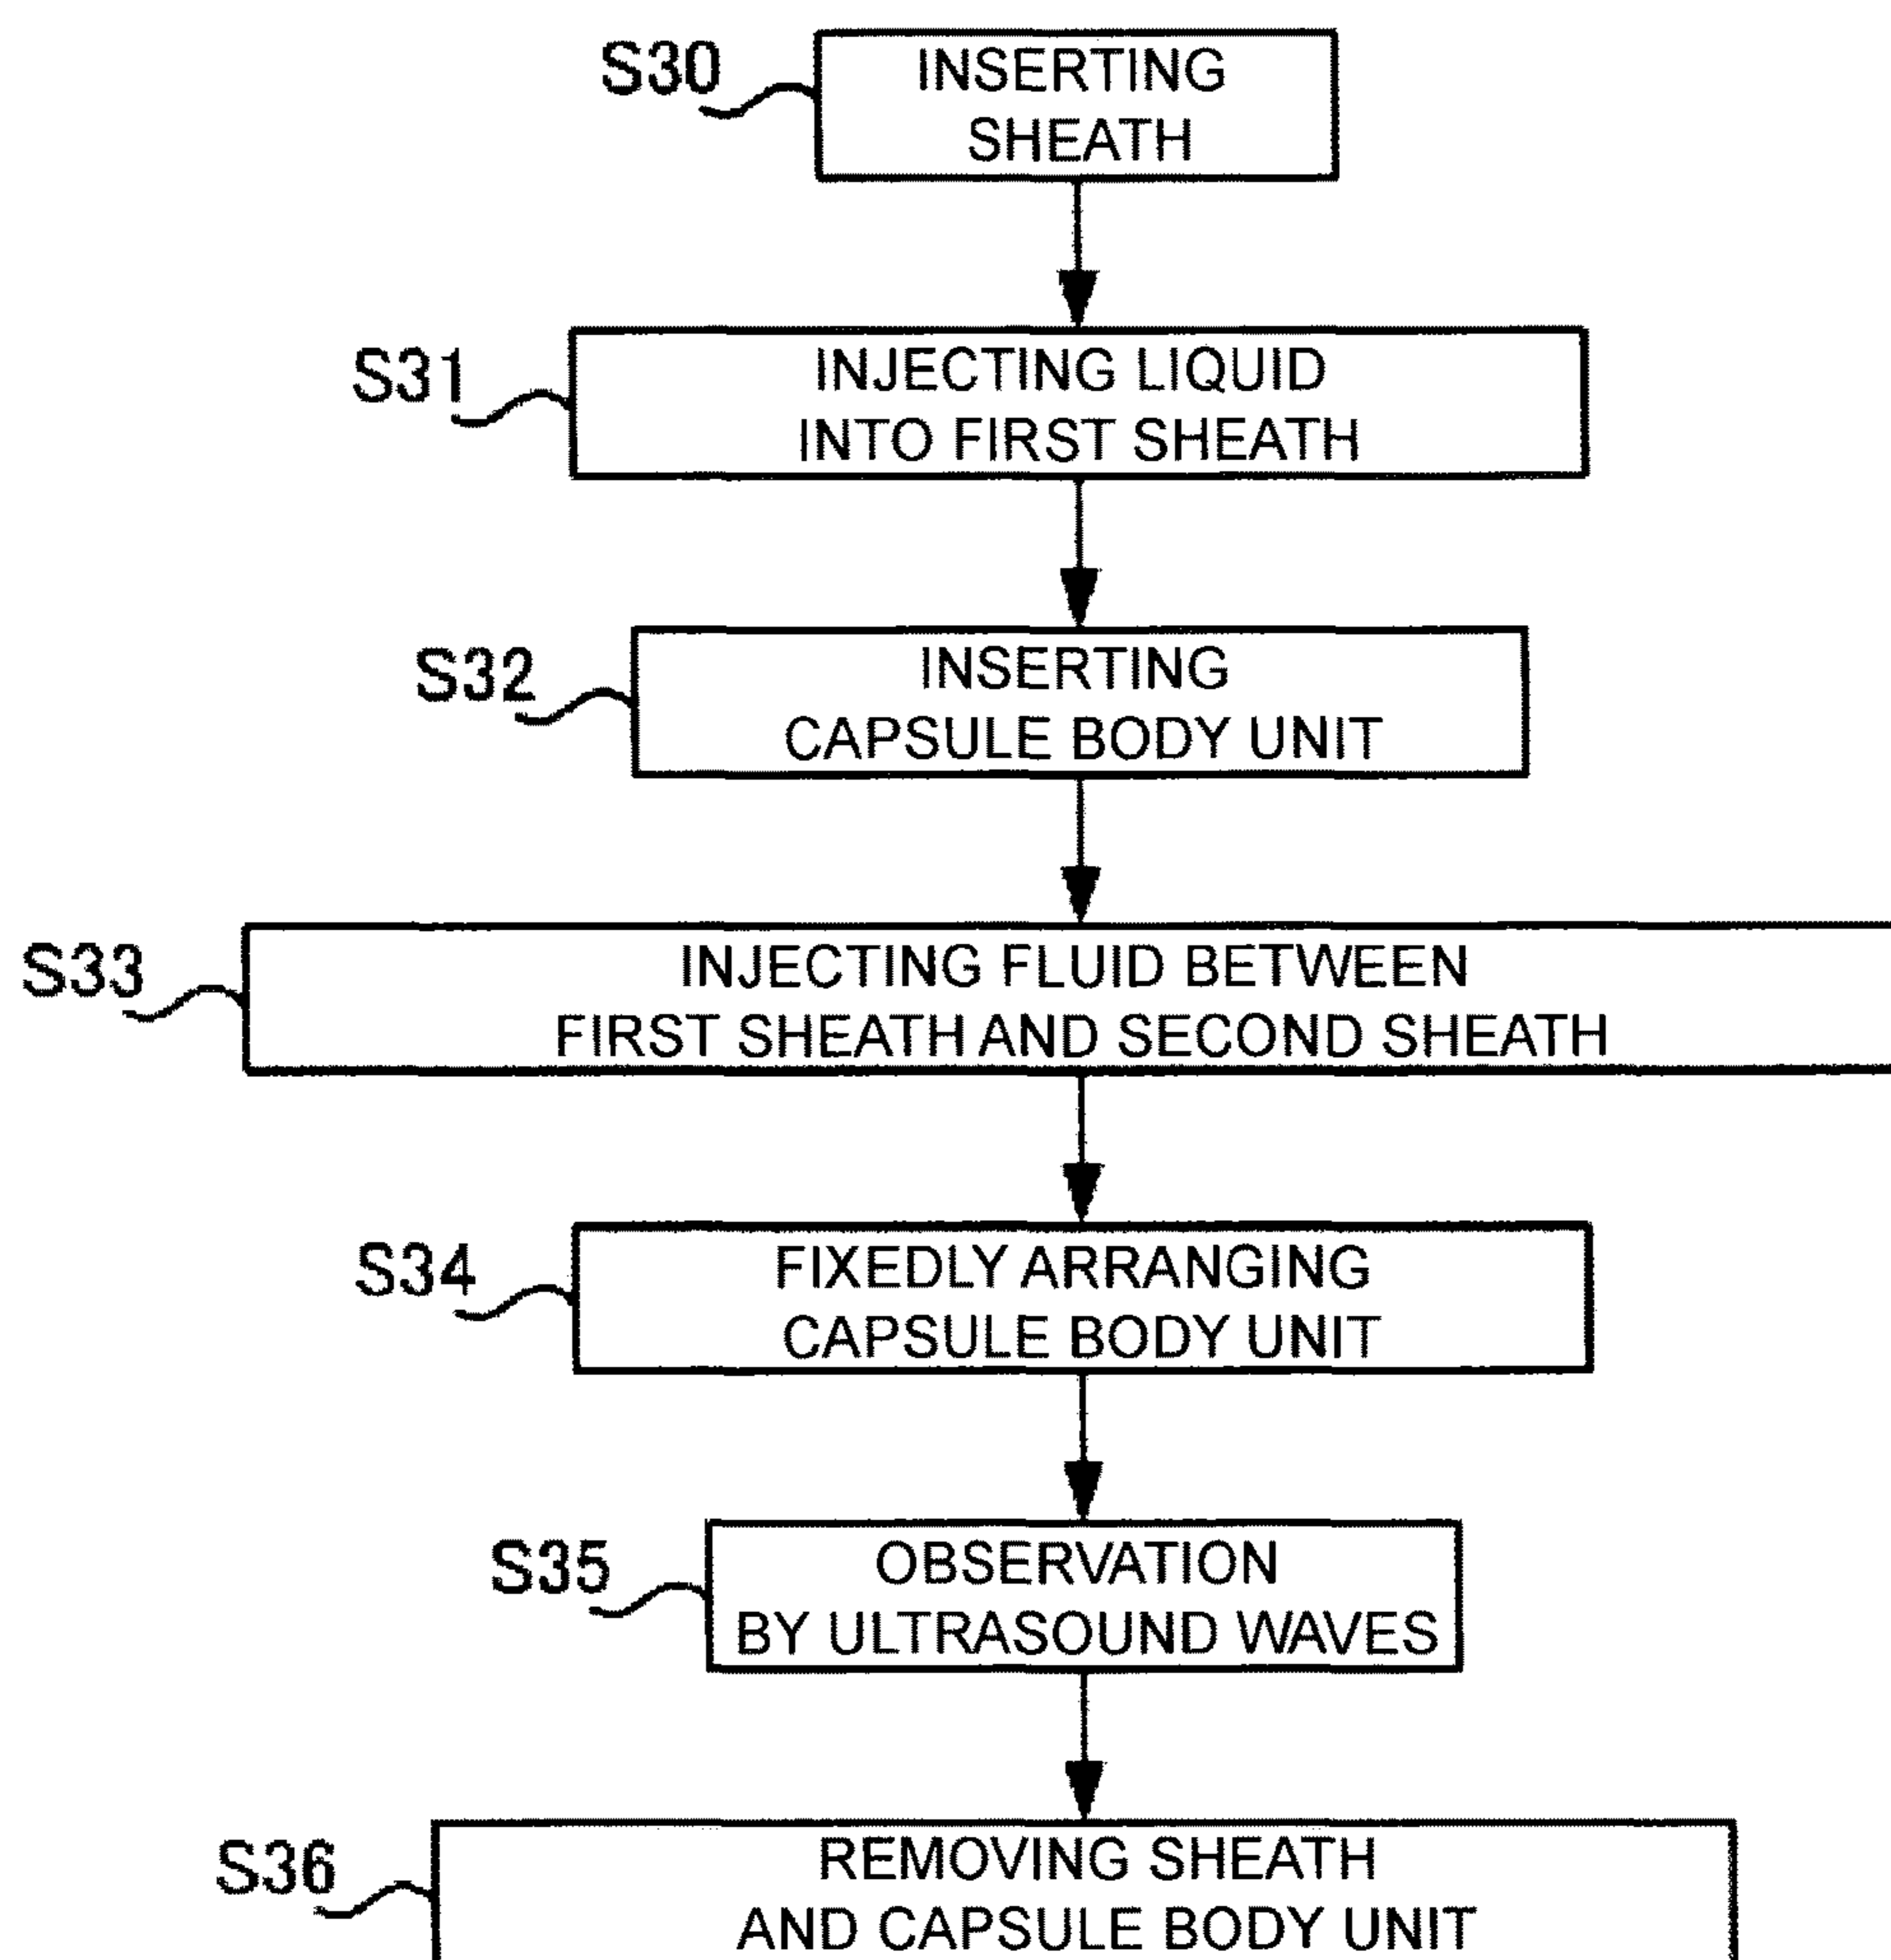 S30
INSERTING
SHEATH
S31
INJECTING LIQUID
INTO FIRST SHEATH
S32
INSERTING
CAPSULE BODY UNIT
S33
INJECTING FLUID BETWEEN
FIRST SHEATH AND SECOND SHEATH
S34
FIXEDLY ARRANGING
CAPSULE BODY UNIT
S35
OBSERVATION
BY ULTRASOUND WAVES
S36
REMOVING SHEATH
AND CAPSULE BODY UNIT